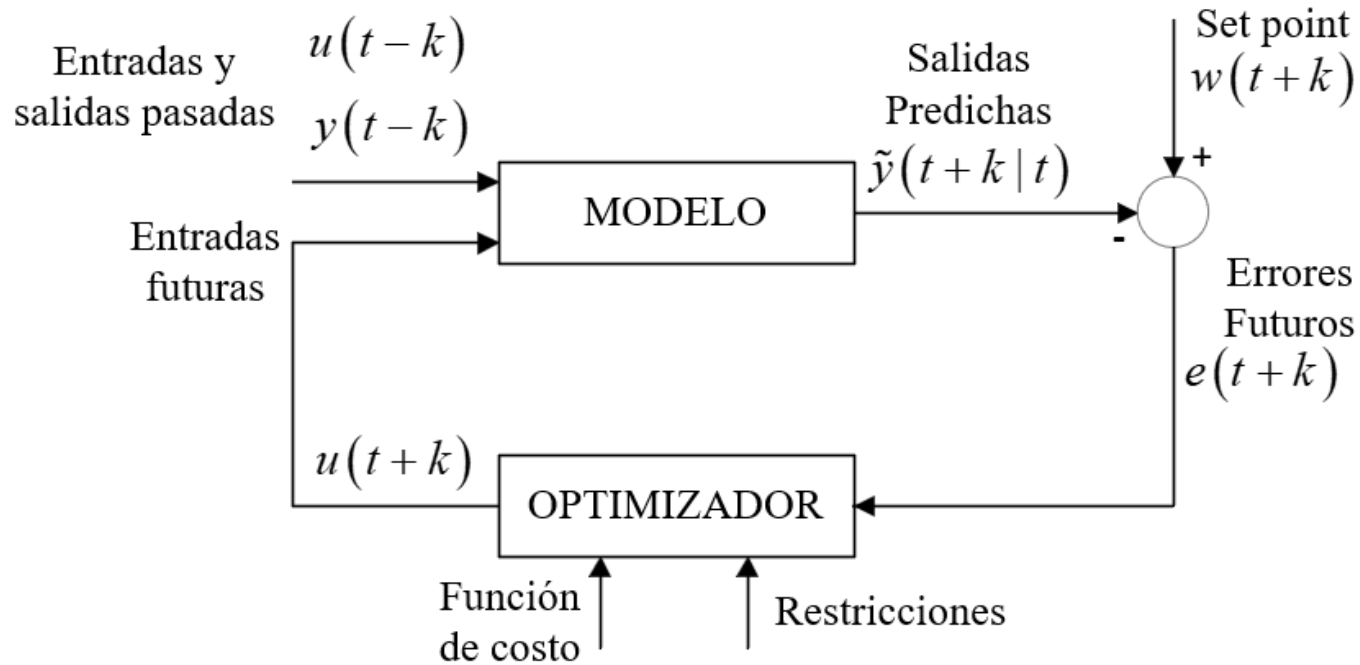 Entradas y
salidas pasadas
u(t − k)
y(t − k)
Entradas
futuras
MODELO
Salidas
Predichas
ỹ(t + k | t)
Set point
w(t + k)
+
-
Errores
Futuros
e(t + k)
u(t + k)
OPTIMIZADOR
Función
de costo
Restricciones